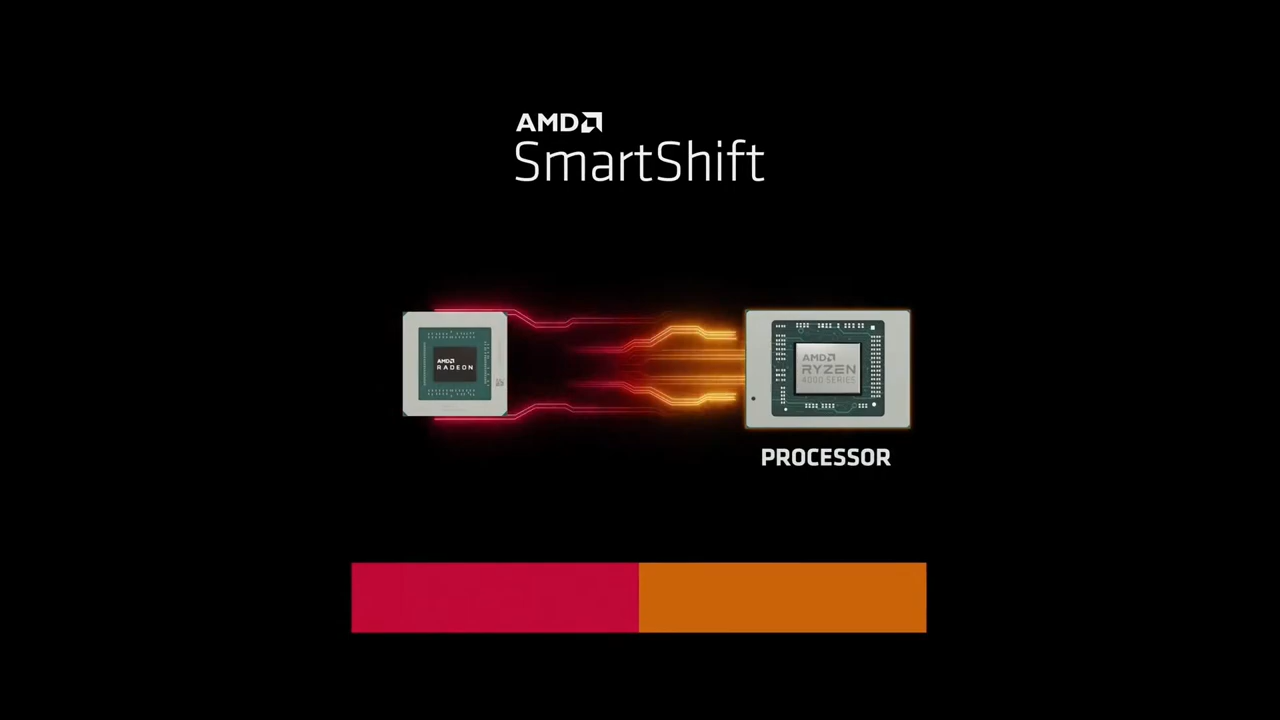 AMD
SmartShift
AMD
RADEON
AMD
RYZEN
4000 SERIES
PROCESSOR